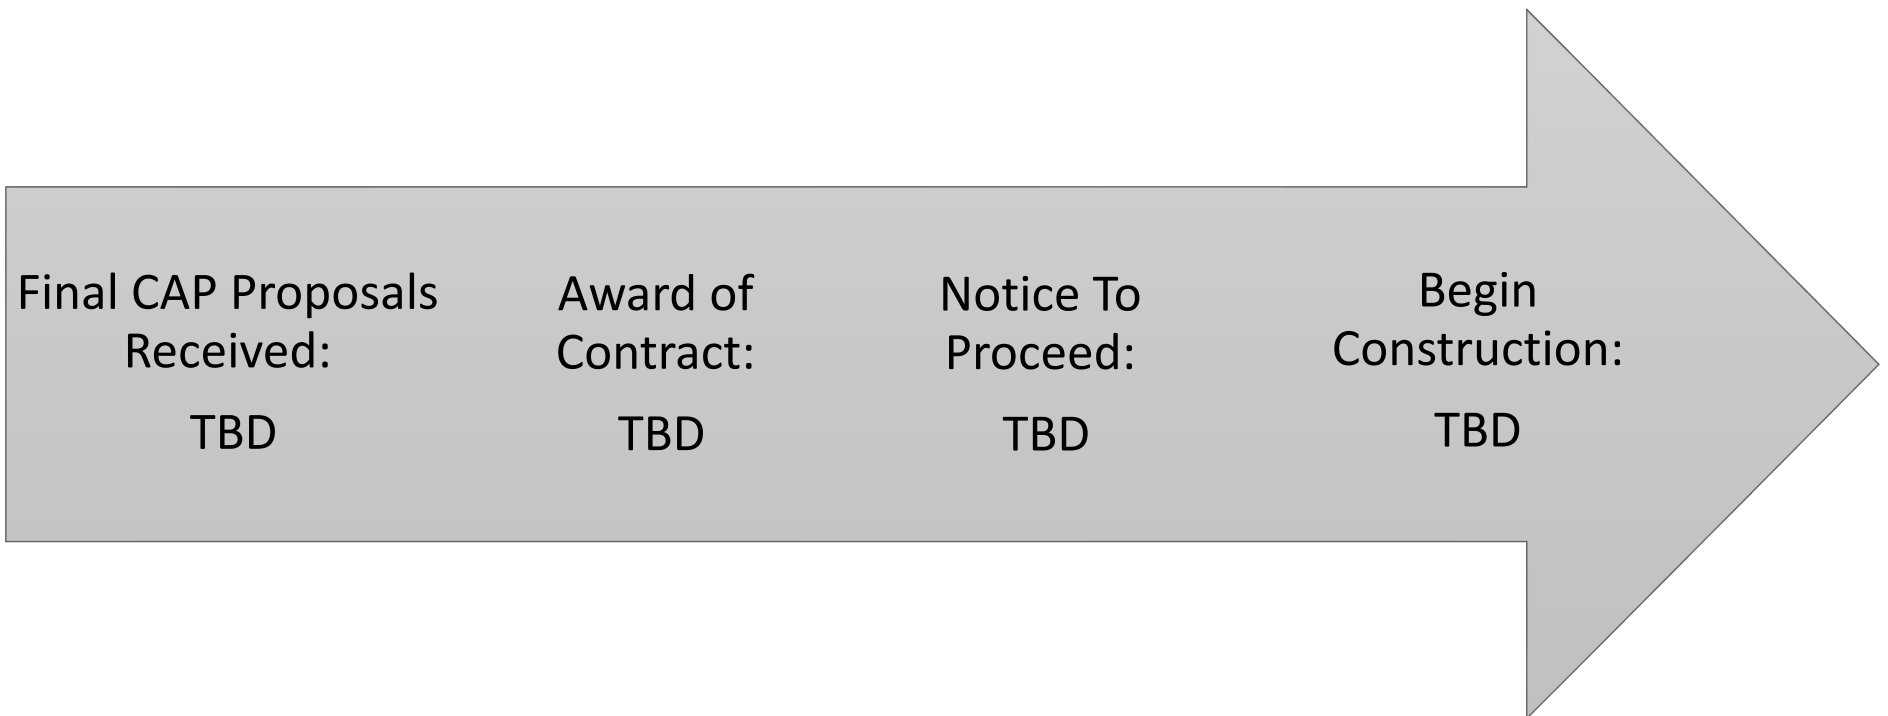 Final CAP Proposals
Received:
TBD
Award of
Contract:
TBD
Notice To
Proceed:
TBD
Begin
Construction:
TBD